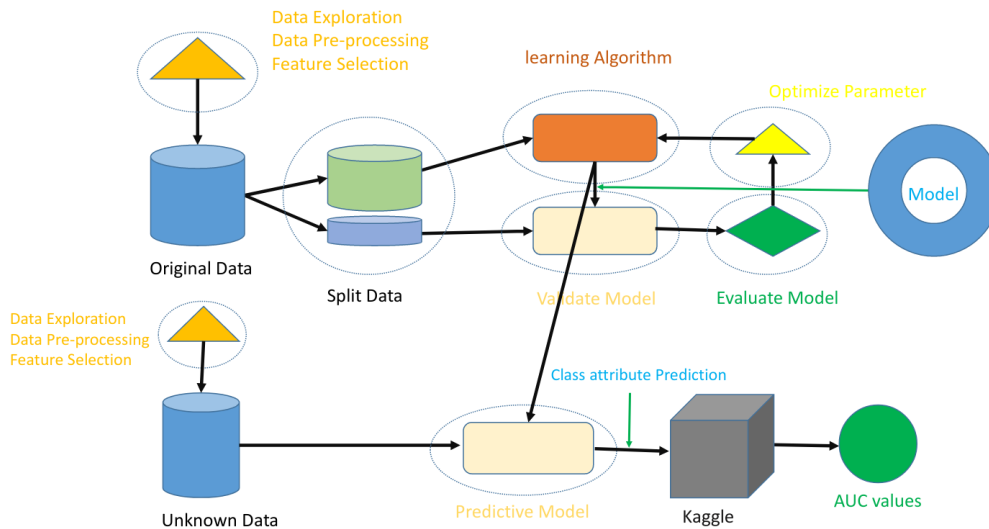 Data Exploration
Data Pre-processing
Feature Selection
learning Algorithm
Optimize Parameter
Model
Original Data
Split Data
Validate Model
Evaluate Model
Data Exploration
Data Pre-processing
Feature Selection
Class attribute Prediction
Unknown Data
Predictive Model
Kaggle
AUC values